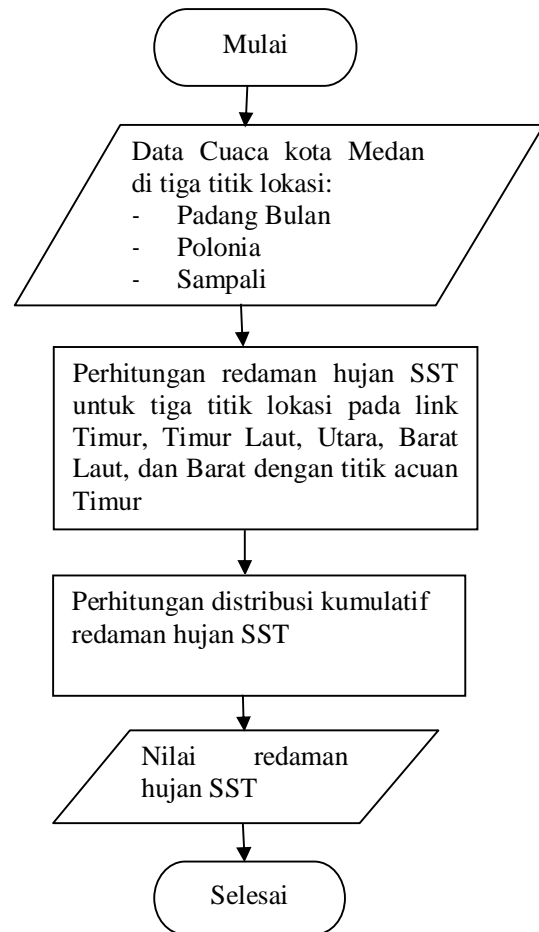 Mulai
Data Cuaca kota Medan
di tiga titik lokasi:
- Padang Bulan
- Polonia
- Sampali
Perhitungan redaman hujan SST
untuk tiga titik lokasi pada link
Timur, Timur Laut, Utara, Barat
Laut, dan Barat dengan titik acuan
Timur
Perhitungan distribusi kumulatif
redaman hujan SST
Nilai redaman
hujan SST
Selesai